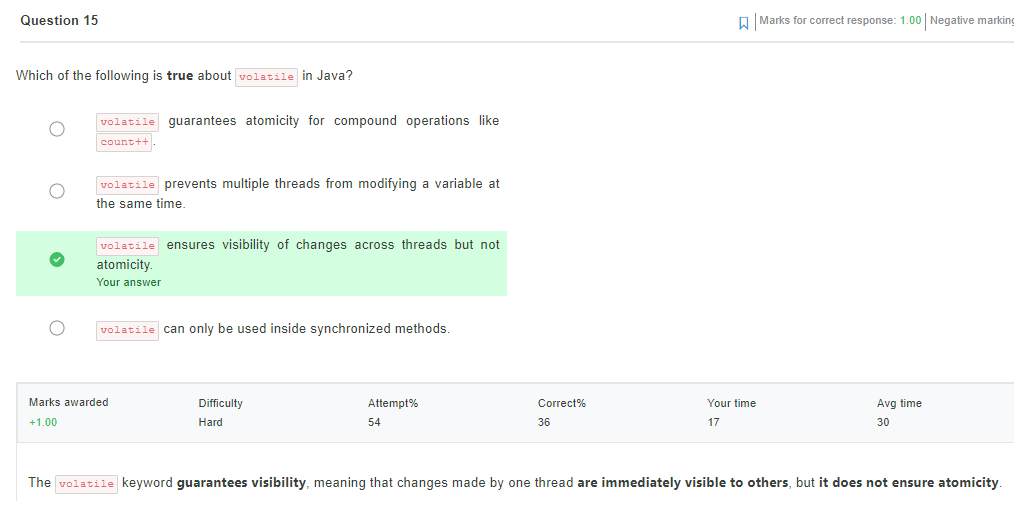 Question 15
Marks for correct response: 1.00 Negative marking
Which of the following is true about volatile in Java?
volatile guarantees atomicity for compound operations like
count++.
volatile prevents multiple threads from modifying a variable at
the same time.
volatile ensures visibility of changes across threads but not
atomicity.
Your answer
volatile can only be used inside synchronized methods.
Marks awarded Difficulty Attempt% Correct% Your time Avg time
+1.00 Hard 54 36 17 30
The volatile keyword guarantees visibility, meaning that changes made by one thread are immediately visible to others, but it does not ensure atomicity.